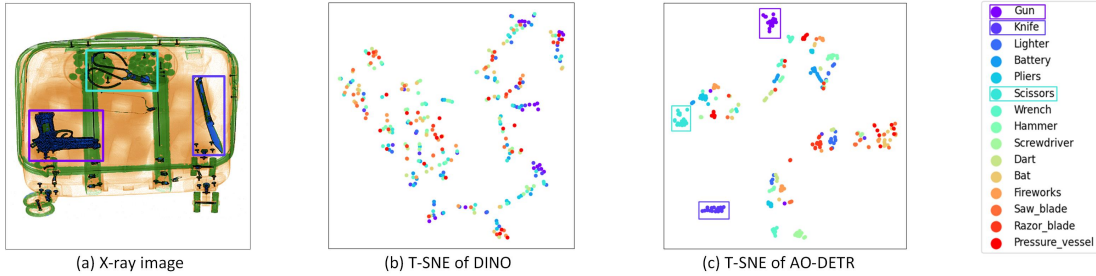 Gun
Knife
Lighter
Battery
Pliers
Scissors
Wrench
Hammer
Screwdriver
Dart
Bat
Fireworks
Saw_blade
Razor_blade
Pressure_vessel
(a) X-ray image
(b) T-SNE of DINO
(c) T-SNE of AO-DETR